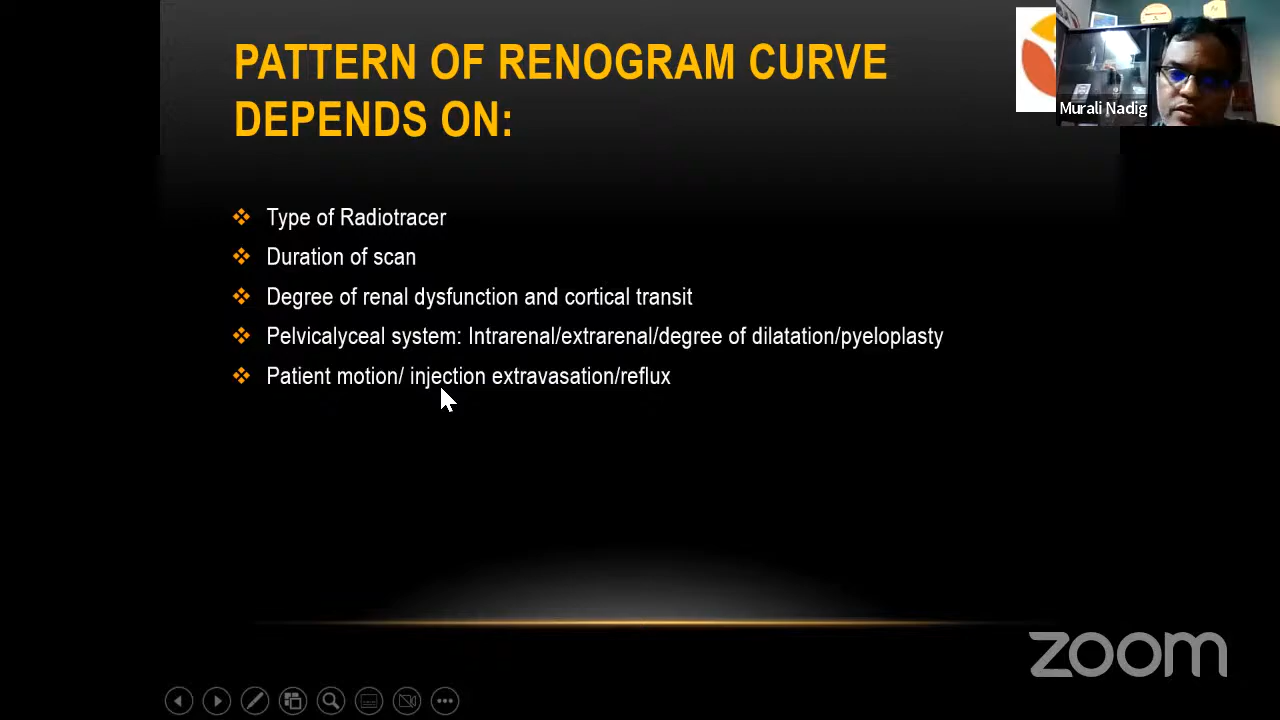 PATTERN OF RENOGRAM CURVE
DEPENDS ON:
Murali Nadig
Type of Radiotracer
Duration of scan
Degree of renal dysfunction and cortical transit
Pelvicalyceal system: Intrarenal/extrarenal/degree of dilatation/pyeloplasty
Patient motion/ injection extravasation/reflux
zoom